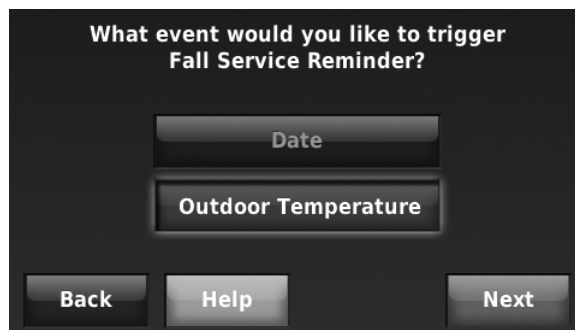 What event would you like to trigger
Fall Service Reminder?
Date
Outdoor Temperature
Back
Help
Next